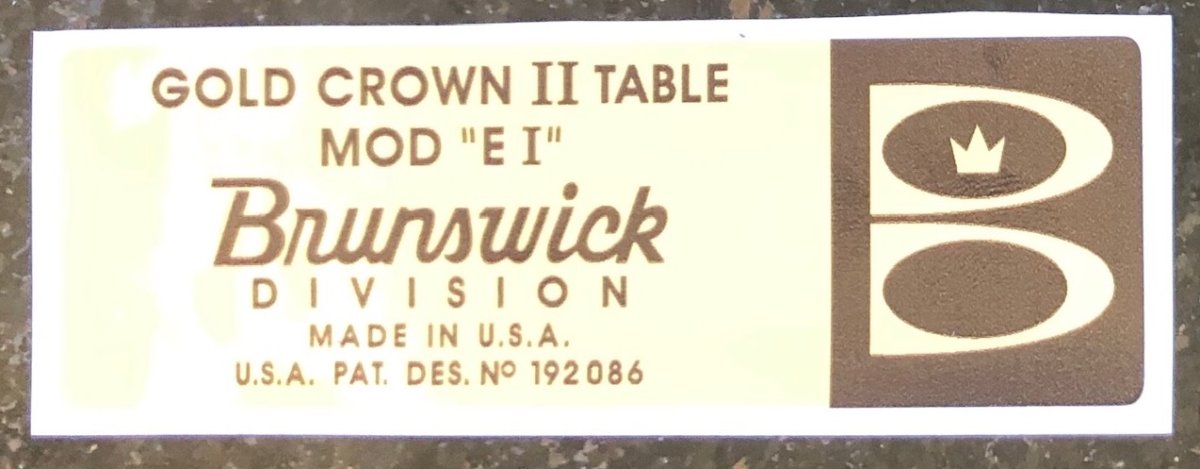 GOLD CROWN II TABLE
MOD "E I"
Brunswick
DIVISION
MADE IN U.S.A.
U.S.A. PAT. DES. Nº 192086